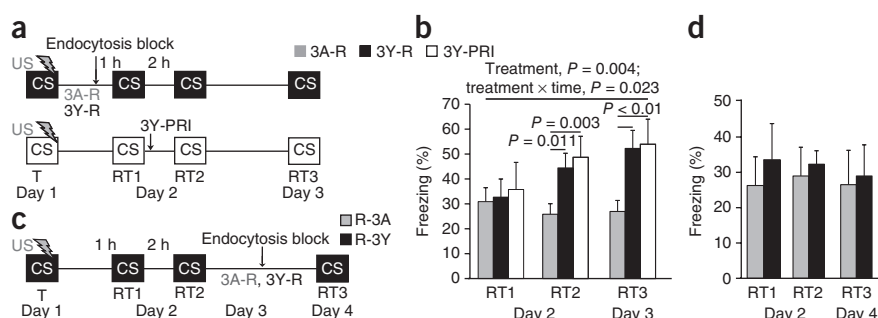 a
Endocytosis block
US
1 h
2 h
CS
CS
CS
CS
3A-R
3Y-R
US
3Y-PRI
CS
CS
CS
CS
T
RT1
RT2
RT3
Day 1
Day 2
Day 3
c
R-3A
R-3Y
US
1 h
2 h
Endocytosis block
CS
CS
CS
CS
3A-R, 3Y-R
T
RT1
RT2
RT3
Day 1
Day 2
Day 3
Day 4
b
3A-R
3Y-R
3Y-PRI
Treatment, P = 0.004;
treatment × time, P = 0.023
P < 0.01
P = 0.003
P = 0.011
Freezing (%)
70
60
50
40
30
20
10
0
RT1
RT2
RT3
Day 2
Day 3
d
Freezing (%)
50
40
30
20
10
0
RT1
RT2
RT3
Day 2
Day 4